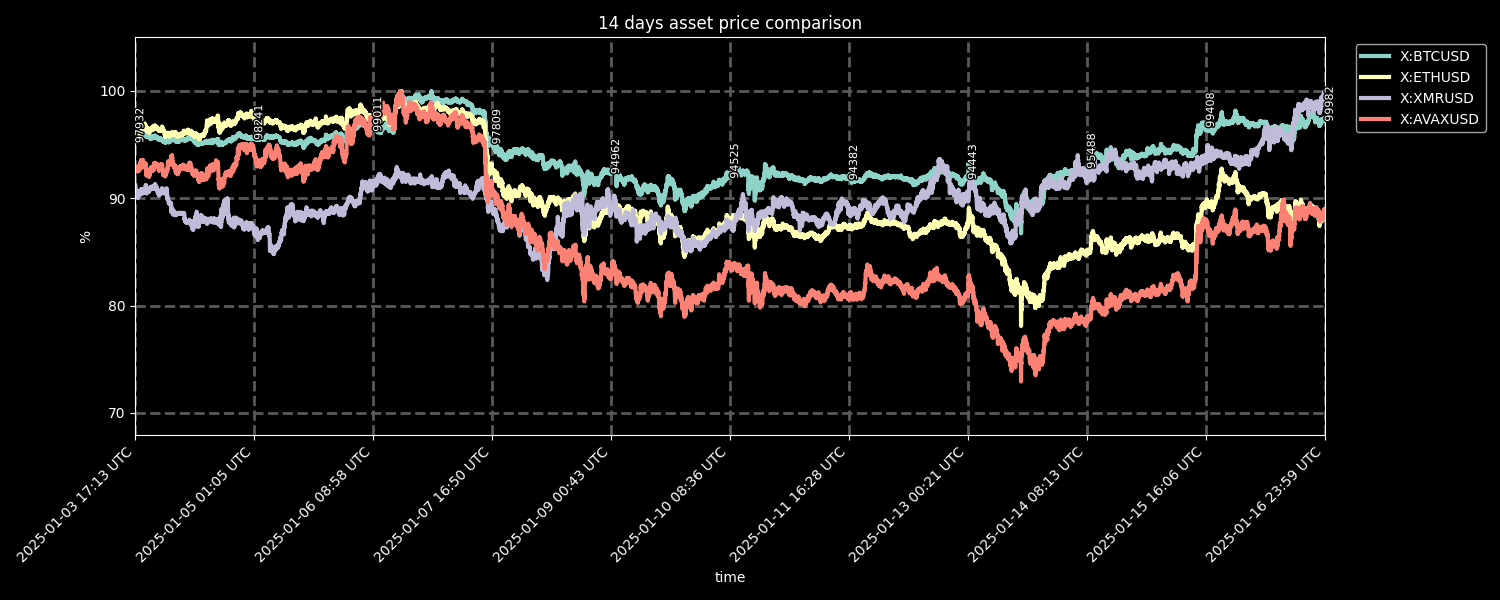 14 days asset price comparison
X:BTCUSD
X:ETHUSD
X:XMRUSD
X:AVAXUSD
100
90
80
70
%
97932
98241
99011
97809
94962
94525
94382
94443
95488
99408
99982
2025-01-03 17:13 UTC
2025-01-05 01:05 UTC
2025-01-06 08:58 UTC
2025-01-07 16:50 UTC
2025-01-09 00:43 UTC
2025-01-10 08:36 UTC
2025-01-11 16:28 UTC
2025-01-13 00:21 UTC
2025-01-14 08:13 UTC
2025-01-15 16:06 UTC
2025-01-16 23:59 UTC
time